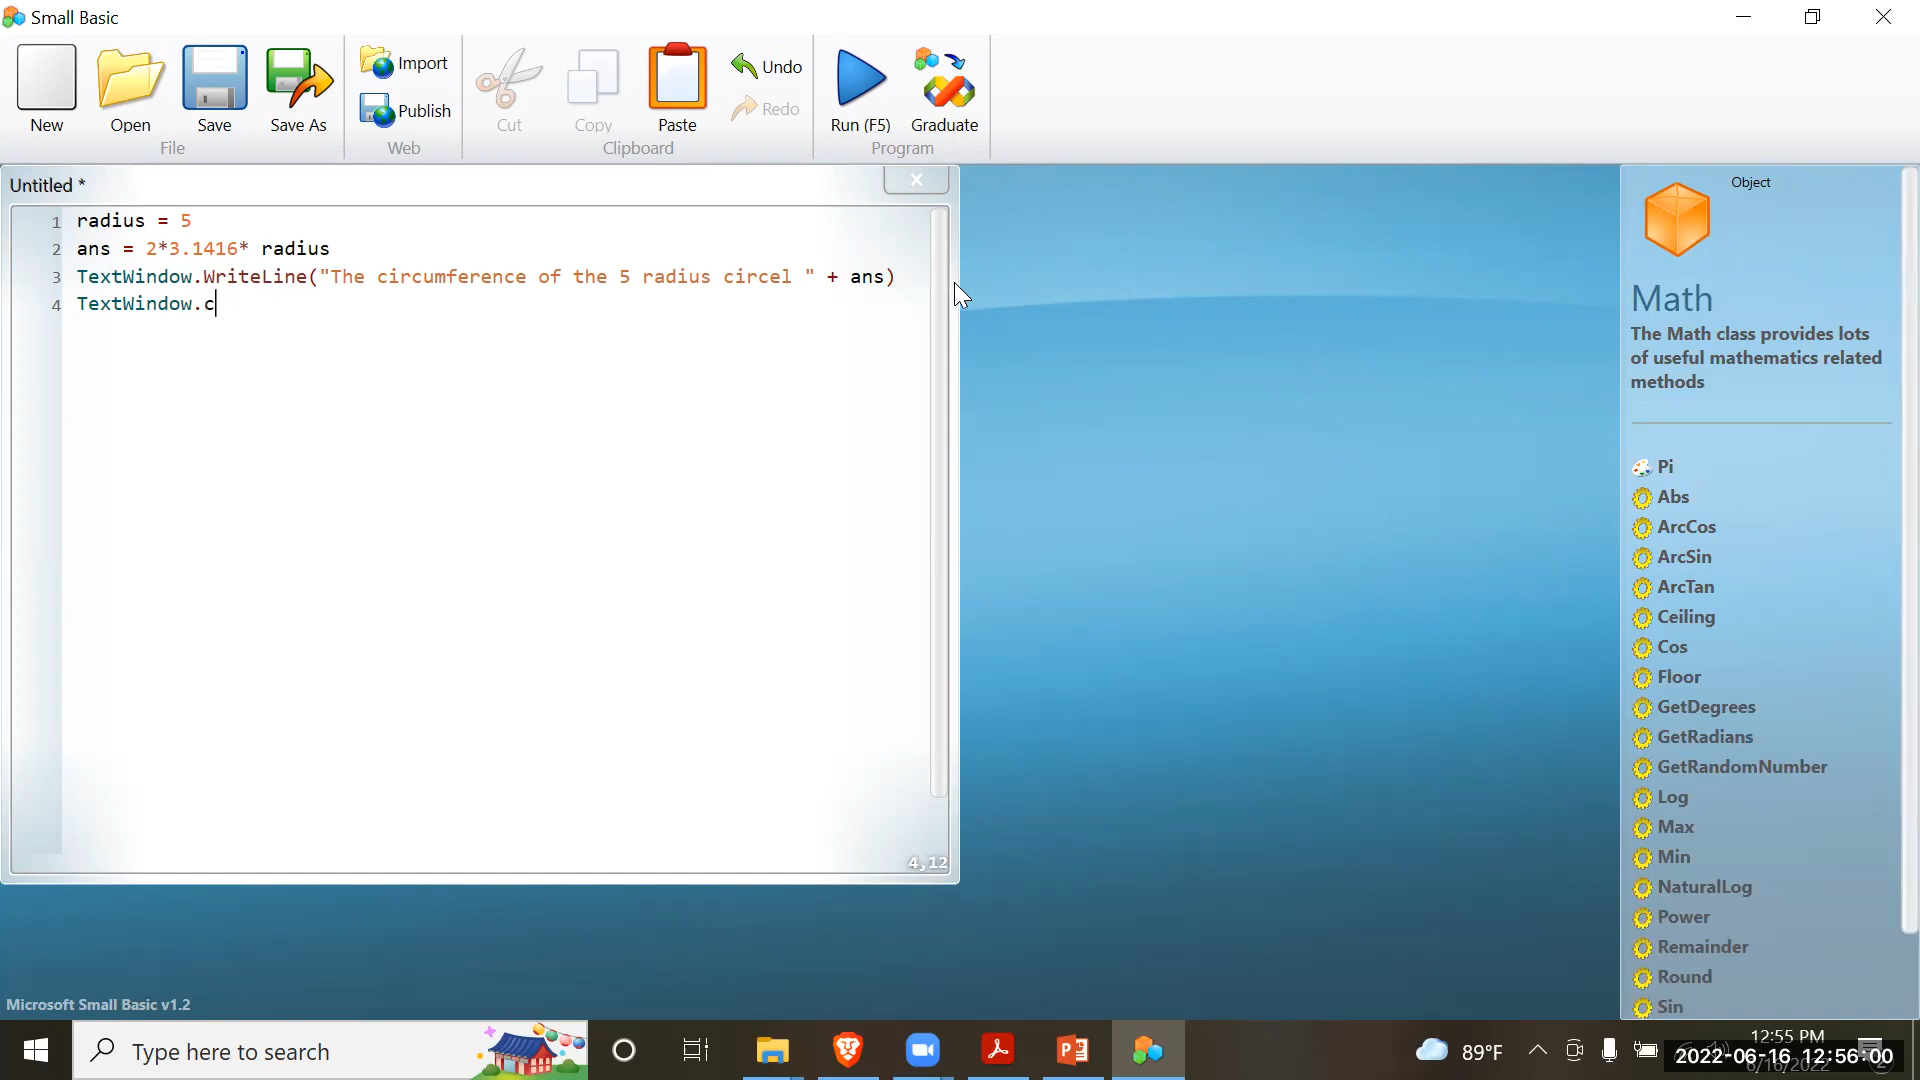 Small Basic
New
Open
Save
Save As
File
Import
Publish
Web
Cut
Copy
Paste
Undo
Redo
Clipboard
Run (F5)
Graduate
Program
Untitled *
1 radius = 5
2 ans = 2*3.1416* radius
3 TextWindow.WriteLine("The circumference of the 5 radius circel " + ans)
4 TextWindow.c
4,12
Object
Math
The Math class provides lots
of useful mathematics related
methods
Pi
Abs
ArcCos
ArcSin
ArcTan
Ceiling
Cos
Floor
GetDegrees
GetRadians
GetRandomNumber
Log
Max
Min
NaturalLog
Power
Remainder
Round
Sin
Microsoft Small Basic v1.2
Type here to search
89°F
12:55 PM
2022-06-16 12:56:00
6/16/2022
2